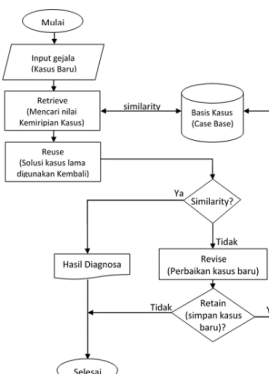 Mulai
Input gejala
(Kasus Baru)
Retrieve
(Mencari nilai
Kemiripian Kasus)
similarity
Basis Kasus
(Case Base)
Reuse
(Solusi kasus lama
digunakan Kembali)
Similarity?
Ya
Tidak
Hasil Diagnosa
Revise
(Perbaikan kasus baru)
Retain
(simpan kasus
baru)?
Tidak
Y
Selesai